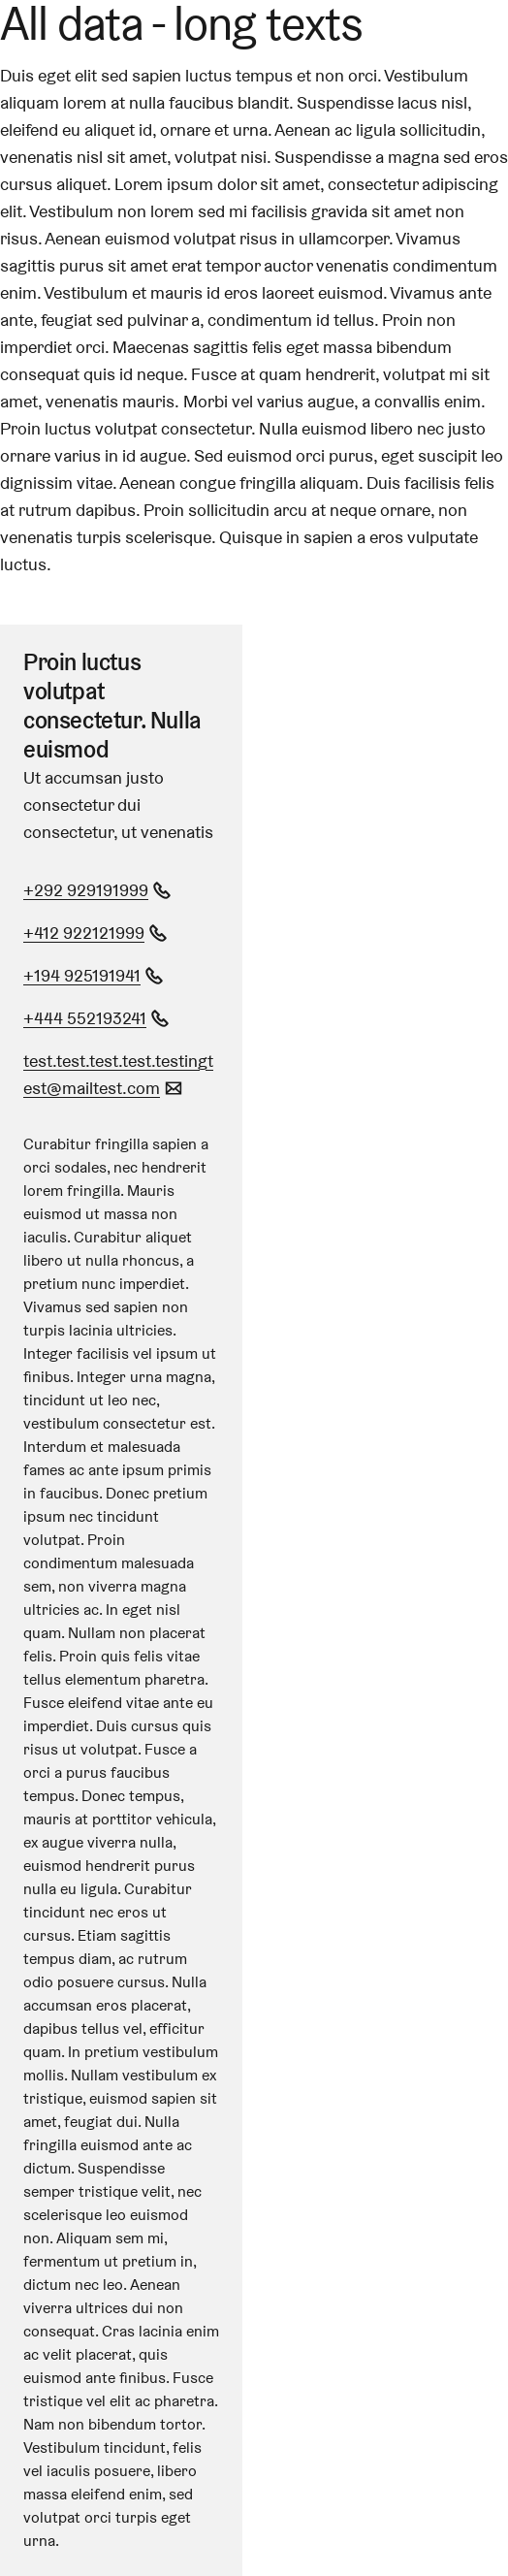 All data - long texts
Duis eget elit sed sapien luctus tempus et non orci. Vestibulum
aliquam lorem at nulla faucibus blandit. Suspendisse lacus nisl,
eleifend eu aliquet id, ornare et urna. Aenean ac ligula sollicitudin,
venenatis nisl sit amet, volutpat nisi. Suspendisse a magna sed eros
cursus aliquet. Lorem ipsum dolor sit amet, consectetur adipiscing
elit. Vestibulum non lorem sed mi facilisis gravida sit amet non
risus. Aenean euismod volutpat risus in ullamcorper. Vivamus
sagittis purus sit amet erat tempor auctor venenatis condimentum
enim. Vestibulum et mauris id eros laoreet euismod. Vivamus ante
ante, feugiat sed pulvinar a, condimentum id tellus. Proin non
imperdiet orci. Maecenas sagittis felis eget massa bibendum
consequat quis id neque. Fusce at quam hendrerit, volutpat mi sit
amet, venenatis mauris. Morbi vel varius augue, a convallis enim.
Proin luctus volutpat consectetur. Nulla euismod libero nec justo
ornare varius in id augue. Sed euismod orci purus, eget suscipit leo
dignissim vitae. Aenean congue fringilla aliquam. Duis facilisis felis
at rutrum dapibus. Proin sollicitudin arcu at neque ornare, non
venenatis turpis scelerisque. Quisque in sapien a eros vulputate
luctus.
Proin luctus
volutpat
consectetur. Nulla
euismod
Ut accumsan justo
consectetur dui
consectetur, ut venenatis
+292 929191999
+412 922121999
+194 925191941
+444 552193241
test.test.test.test.testingt
est@mailtest.com
Curabitur fringilla sapien a
orci sodales, nec hendrerit
lorem fringilla. Mauris
euismod ut massa non
iaculis. Curabitur aliquet
libero ut nulla rhoncus, a
pretium nunc imperdiet.
Vivamus sed sapien non
turpis lacinia ultricies.
Integer facilisis vel ipsum ut
finibus. Integer urna magna,
tincidunt ut leo nec,
vestibulum consectetur est.
Interdum et malesuada
fames ac ante ipsum primis
in faucibus. Donec pretium
ipsum nec tincidunt
volutpat. Proin
condimentum malesuada
sem, non viverra magna
ultricies ac. In eget nisl
quam. Nullam non placerat
felis. Proin quis felis vitae
tellus elementum pharetra.
Fusce eleifend vitae ante eu
imperdiet. Duis cursus quis
risus ut volutpat. Fusce a
orci a purus faucibus
tempus. Donec tempus,
mauris at porttitor vehicula,
ex augue viverra nulla,
euismod hendrerit purus
nulla eu ligula. Curabitur
tincidunt nec eros ut
cursus. Etiam sagittis
tempus diam, ac rutrum
odio posuere cursus. Nulla
accumsan eros placerat,
dapibus tellus vel, efficitur
quam. In pretium vestibulum
mollis. Nullam vestibulum ex
tristique, euismod sapien sit
amet, feugiat dui. Nulla
fringilla euismod ante ac
dictum. Suspendisse
semper tristique velit, nec
scelerisque leo euismod
non. Aliquam sem mi,
fermentum ut pretium in,
dictum nec leo. Aenean
viverra ultrices dui non
consequat. Cras lacinia enim
ac velit placerat, quis
euismod ante finibus. Fusce
tristique vel elit ac pharetra.
Nam non bibendum tortor.
Vestibulum tincidunt, felis
vel iaculis posuere, libero
massa eleifend enim, sed
volutpat orci turpis eget
urna.